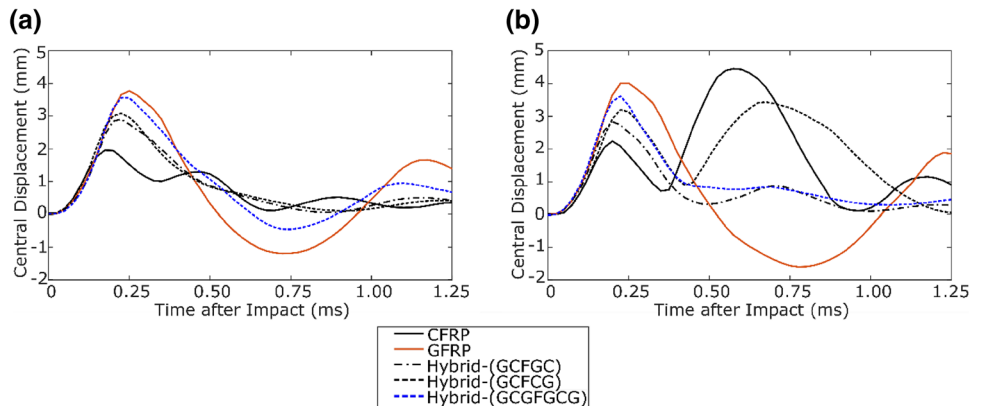 (a)
Central Displacement (mm)
5
4
3
2
1
0
-1
-2
0
0.25
0.50
0.75
1.00
1.25
Time after Impact (ms)
(b)
Central Displacement (mm)
5
4
3
2
1
0
-1
-2
0
0.25
0.50
0.75
1.00
1.25
Time after Impact (ms)
CFRP
GFRP
Hybrid-(GCFGC)
Hybrid-(GCFCG)
Hybrid-(GCGFGCG)